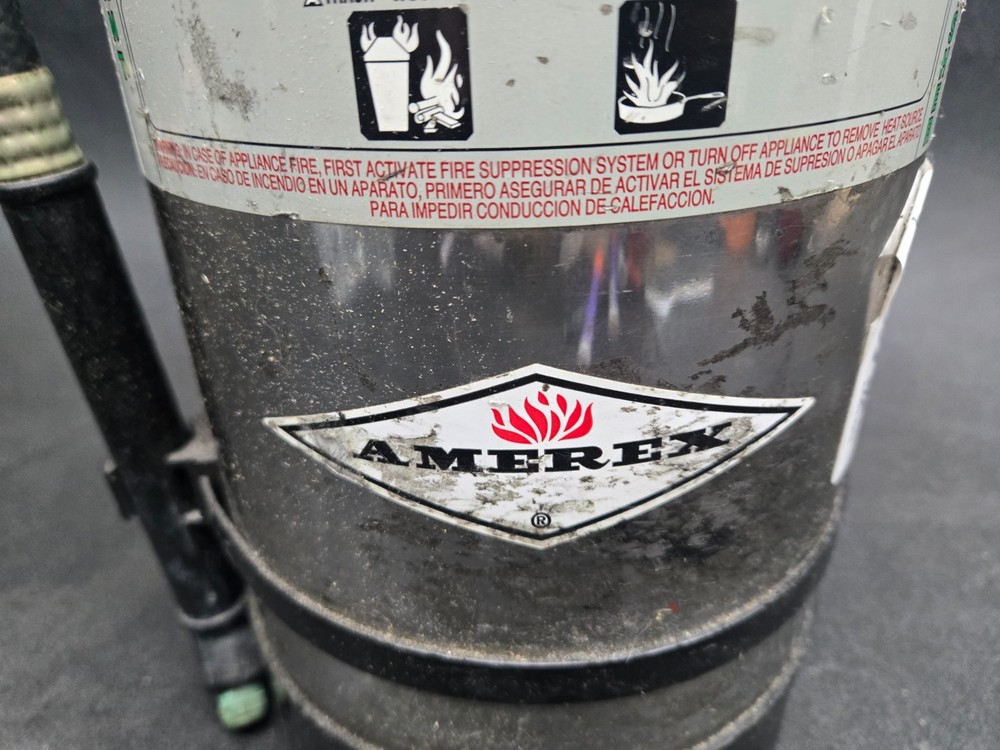 WARNING: IN CASE OF APPLIANCE FIRE, FIRST ACTIVATE FIRE SUPPRESSION SYSTEM OR TURN OFF APPLIANCE TO REMOVE HEAT SOURCE
PRECAUCION: EN CASO DE INCENDIO EN UN APARATO, PRIMERO ASEGURAR DE ACTIVAR EL SISTEMA DE SUPRESION O APAGAR EL APARATO
PARA IMPEDIR CONDUCCION DE CALEFACCION.
AMEREX
®